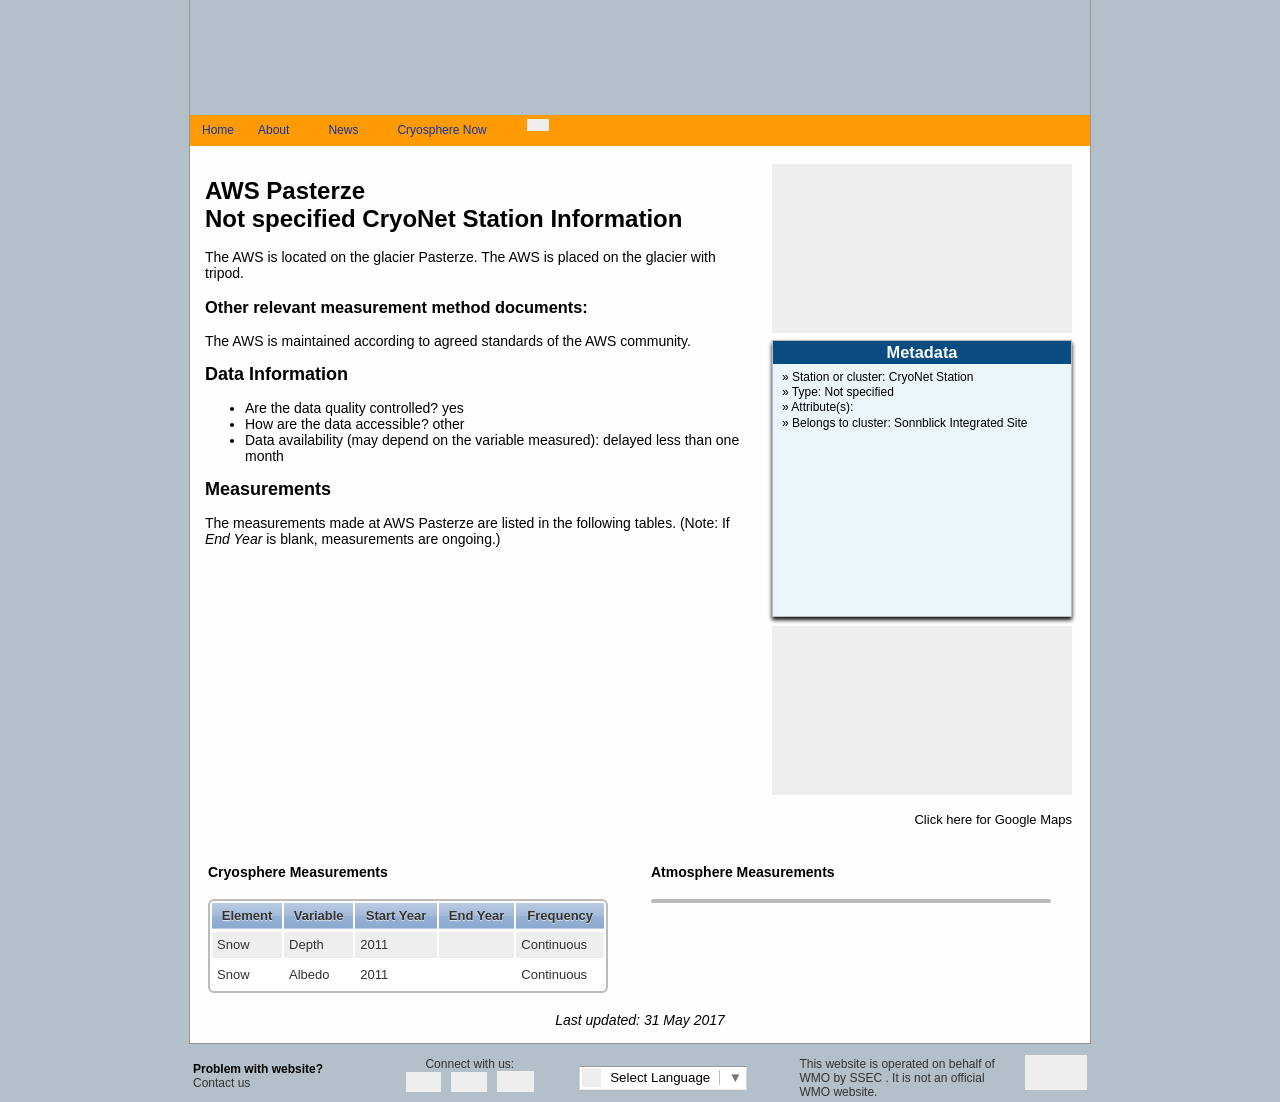 Home About News Cryosphere Now
AWS Pasterze
Not specified CryoNet Station Information
The AWS is located on the glacier Pasterze. The AWS is placed on the glacier with
tripod.
Other relevant measurement method documents:
The AWS is maintained according to agreed standards of the AWS community.
Data Information
• Are the data quality controlled? yes
• How are the data accessible? other
• Data availability (may depend on the variable measured): delayed less than one
month
Measurements
The measurements made at AWS Pasterze are listed in the following tables. (Note: If
End Year is blank, measurements are ongoing.)
Metadata
» Station or cluster: CryoNet Station
» Type: Not specified
» Attribute(s):
» Belongs to cluster: Sonnblick Integrated Site
Click here for Google Maps
Cryosphere Measurements
Element Variable Start Year End Year Frequency
Snow Depth 2011 Continuous
Snow Albedo 2011 Continuous
Atmosphere Measurements
Last updated: 31 May 2017
Problem with website?
Contact us
Connect with us:
Select Language ▼
This website is operated on behalf of
WMO by SSEC . It is not an official
WMO website.